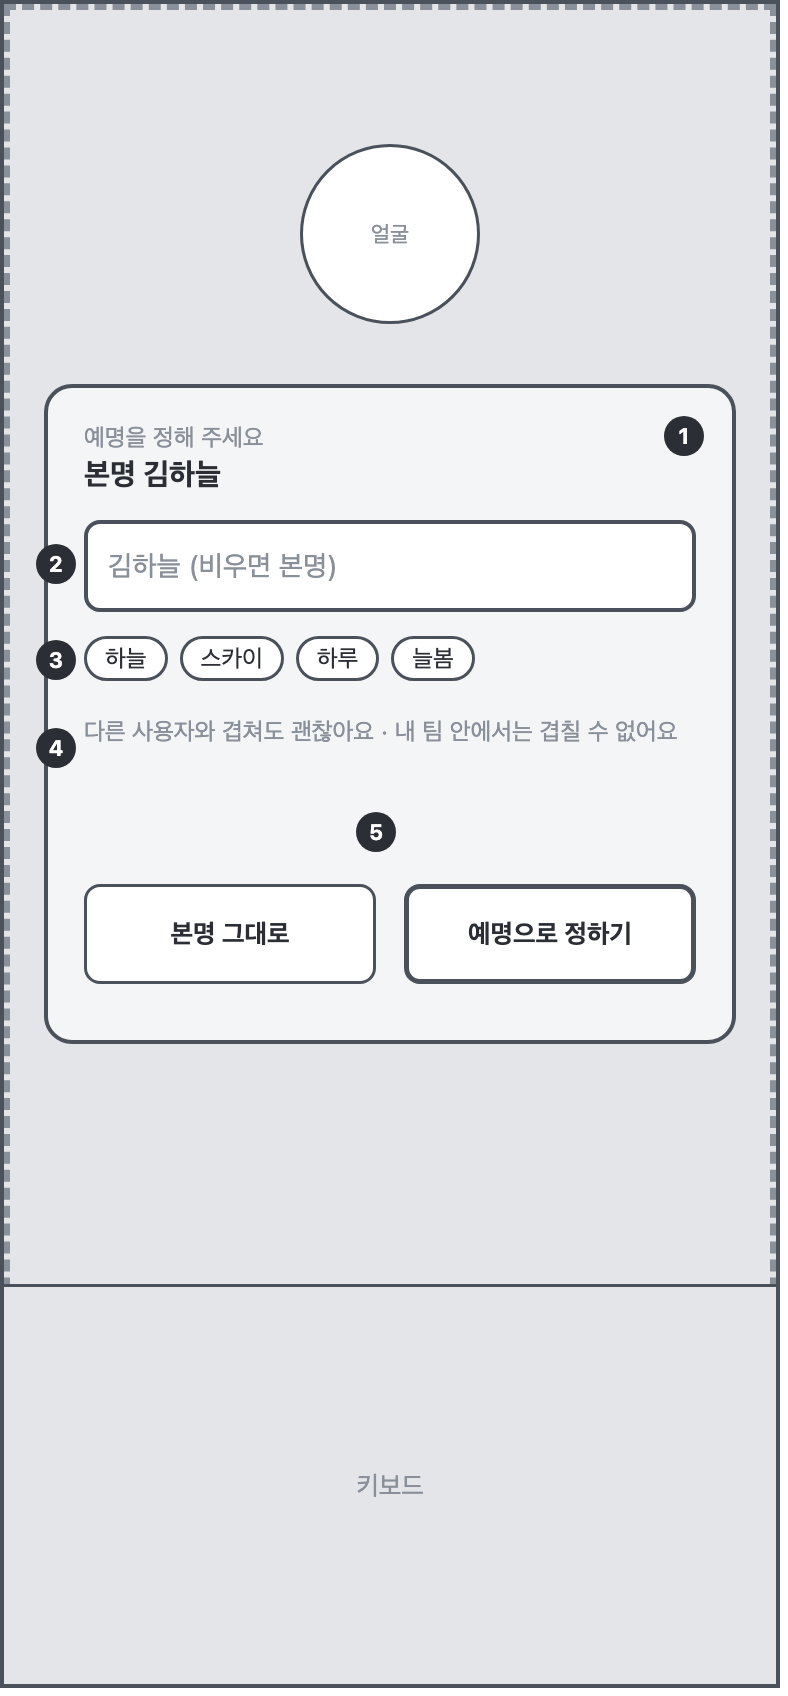 얼굴
예명을 정해 주세요
1
본명 김하늘
2
김하늘 (비우면 본명)
3
하늘 스카이 하루 늘봄
4
다른 사용자와 겹쳐도 괜찮아요 · 내 팀 안에서는 겹칠 수 없어요
5
본명 그대로 예명으로 정하기
키보드